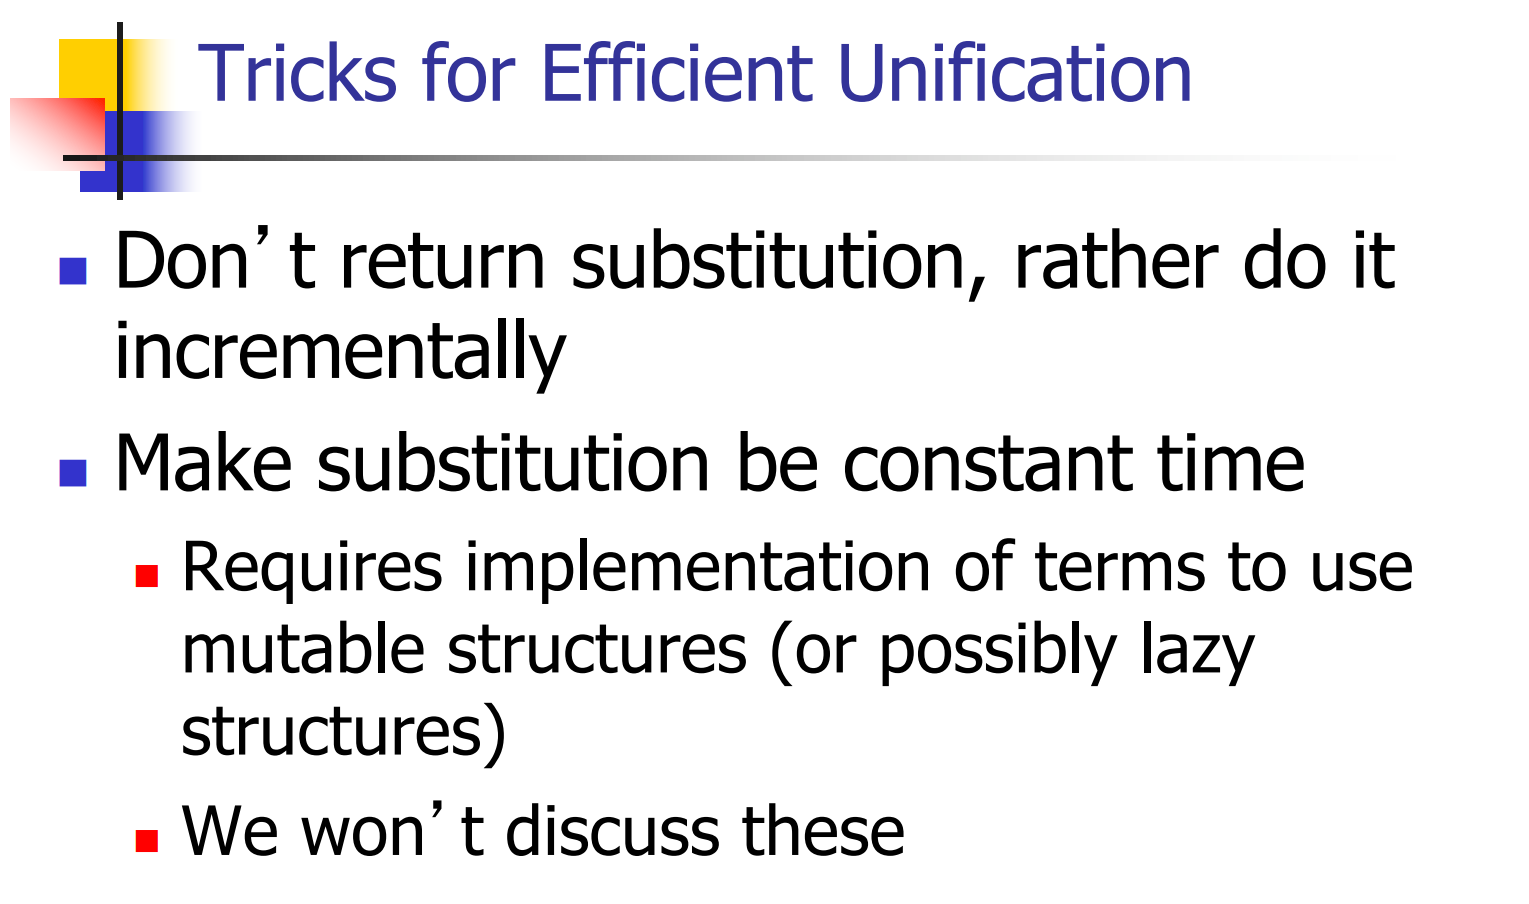 Tricks for Efficient Unification
Don’t return substitution, rather do it
incrementally
Make substitution be constant time
Requires implementation of terms to use
mutable structures (or possibly lazy
structures)
We won’t discuss these